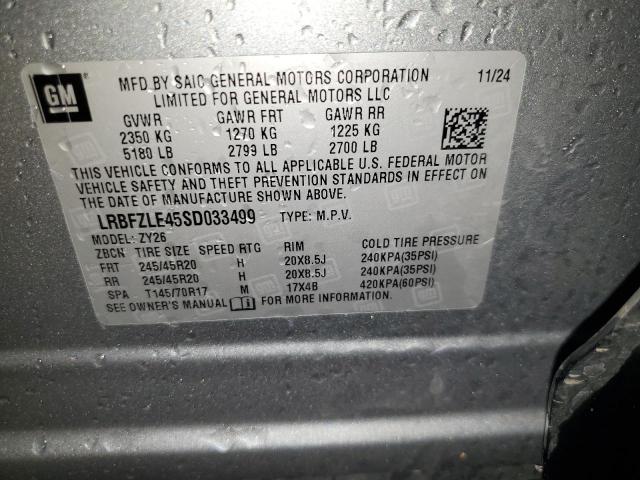 GM ®
MFD BY SAIC GENERAL MOTORS CORPORATION 11/24
LIMITED FOR GENERAL MOTORS LLC
GVWR GAWR FRT GAWR RR
2350 KG 1270 KG 1225 KG
5180 LB 2799 LB 2700 LB
THIS VEHICLE CONFORMS TO ALL APPLICABLE U.S. FEDERAL MOTOR
VEHICLE SAFETY AND THEFT PREVENTION STANDARDS IN EFFECT ON
THE DATE OF MANUFACTURE SHOWN ABOVE.
LRBFZLE45SD033499 TYPE: M.P.V.
MODEL: ZY26
ZBCN TIRE SIZE SPEED RTG RIM COLD TIRE PRESSURE
FRT 245/45R20 H 20X8.5J 240KPA(35PSI)
RR 245/45R20 H 20X8.5J 240KPA(35PSI)
SPA T145/70R17 M 17X4B 420KPA(60PSI)
SEE OWNER'S MANUAL FOR MORE INFORMATION